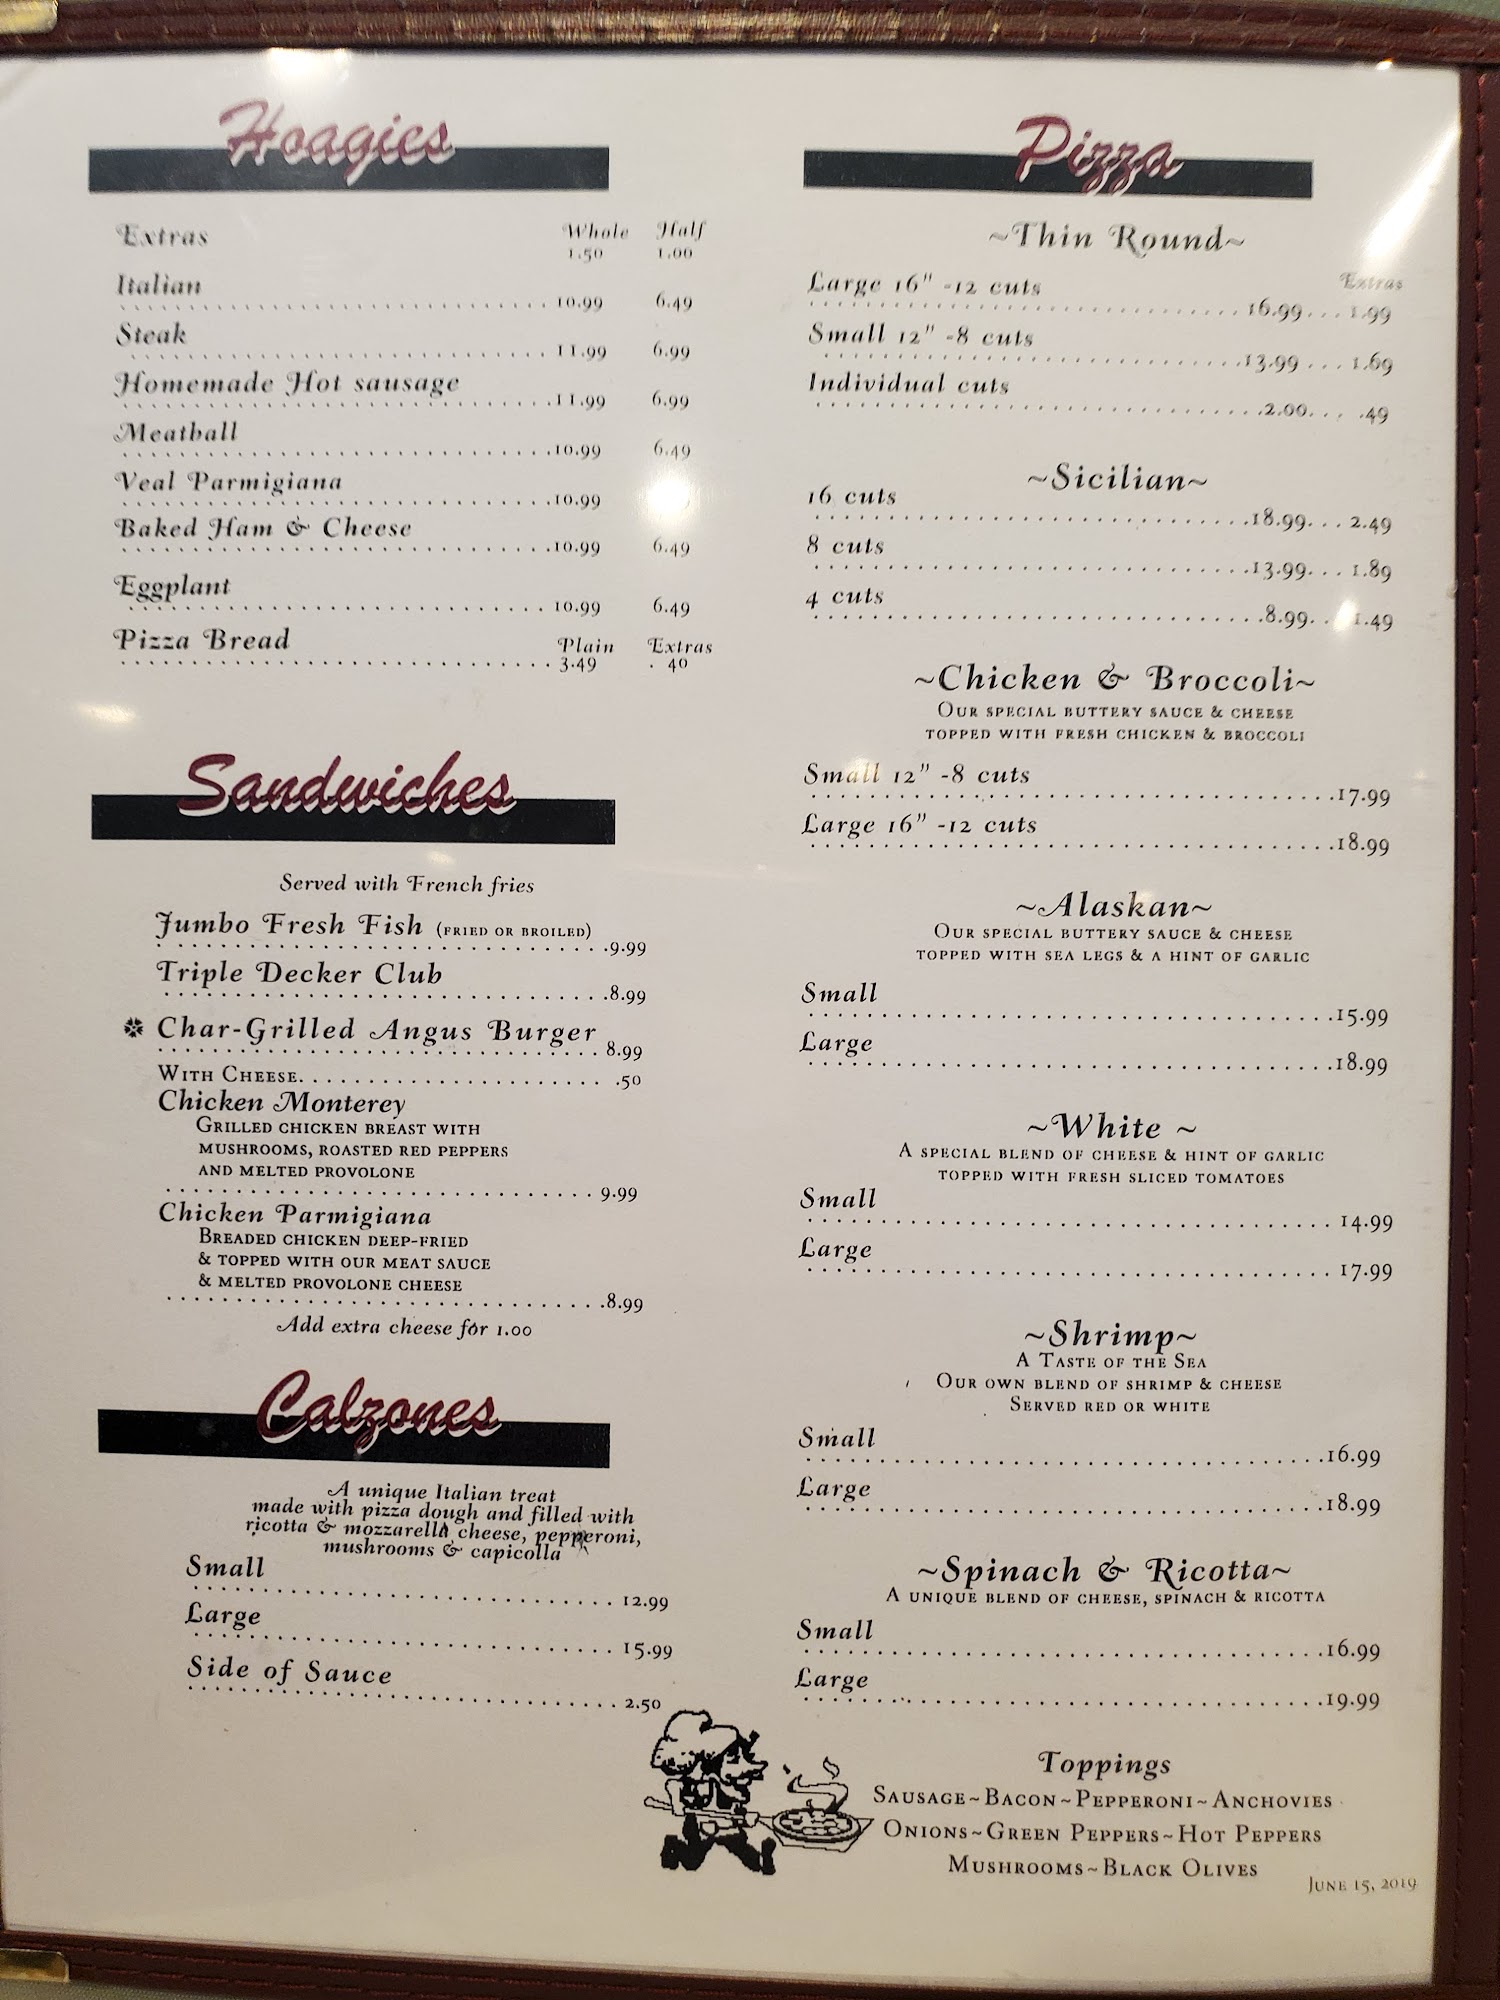 Hoagies
Extras Whole Half
1.50 1.00
Italian
10.99 6.49
Steak
11.99 6.99
Homemade Hot sausage
11.99 6.99
Meatball
10.99 6.49
Veal Parmigiana
10.99
Baked Ham & Cheese
10.99 6.49
Eggplant
10.99 6.49
Pizza Bread Plain Extras
3.49 .40
Sandwiches
Served with French fries
Jumbo Fresh Fish (FRIED OR BROILED)
9.99
Triple Decker Club
8.99
Char-Grilled Angus Burger
8.99
WITH CHEESE .50
Chicken Monterey
GRILLED CHICKEN BREAST WITH
MUSHROOMS, ROASTED RED PEPPERS
AND MELTED PROVOLONE
9.99
Chicken Parmigiana
BREADED CHICKEN DEEP-FRIED
& TOPPED WITH OUR MEAT SAUCE
& MELTED PROVOLONE CHEESE
8.99
Add extra cheese for 1.00
Calzones
A unique Italian treat
made with pizza dough and filled with
ricotta & mozzarella cheese, pepperoni,
mushrooms & capicolla
Small
12.99
Large
15.99
Side of Sauce
2.50
Pizza
~Thin Round~
Large 16" -12 cuts Extras
16.99 1.99
Small 12" -8 cuts
13.99 1.69
Individual cuts
2.00 .49
~Sicilian~
16 cuts
18.99 2.49
8 cuts
13.99 1.89
4 cuts
8.99 1.49
~Chicken & Broccoli~
OUR SPECIAL BUTTERY SAUCE & CHEESE
TOPPED WITH FRESH CHICKEN & BROCCOLI
Small 12" -8 cuts
17.99
Large 16" -12 cuts
18.99
~Alaskan~
OUR SPECIAL BUTTERY SAUCE & CHEESE
TOPPED WITH SEA LEGS & A HINT OF GARLIC
Small
15.99
Large
18.99
~White ~
A SPECIAL BLEND OF CHEESE & HINT OF GARLIC
TOPPED WITH FRESH SLICED TOMATOES
Small
14.99
Large
17.99
~Shrimp~
A TASTE OF THE SEA
OUR OWN BLEND OF SHRIMP & CHEESE
SERVED RED OR WHITE
Small
16.99
Large
18.99
~Spinach & Ricotta~
A UNIQUE BLEND OF CHEESE, SPINACH & RICOTTA
Small
16.99
Large
19.99
Toppings
SAUSAGE~BACON~PEPPERONI~ANCHOVIES
ONIONS~GREEN PEPPERS~HOT PEPPERS
MUSHROOMS~BLACK OLIVES
JUNE 15, 2019